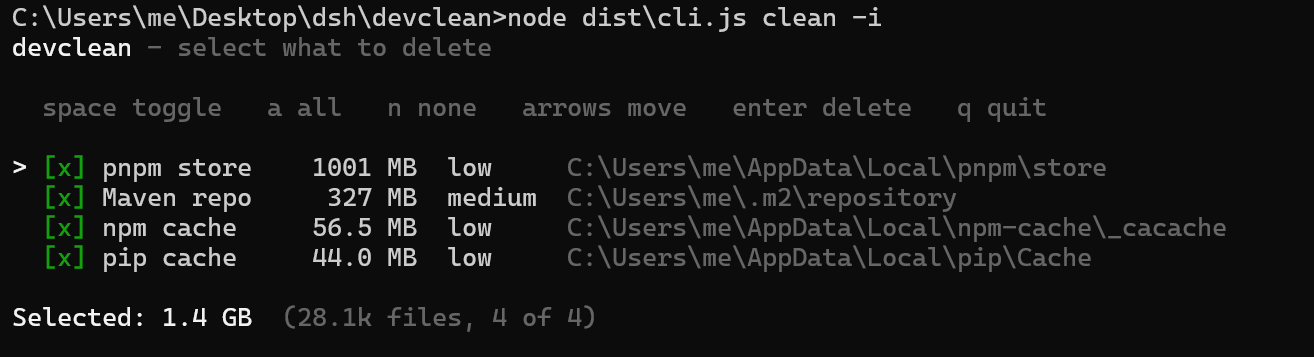 C:\Users\me\Desktop\dsh\devclean>node dist\cli.js clean -i
devclean - select what to delete
space toggle   a all   n none   arrows move   enter delete   q quit
> [x] pnpm store    1001 MB  low     C:\Users\me\AppData\Local\pnpm\store
  [x] Maven repo     327 MB  medium  C:\Users\me\.m2\repository
  [x] npm cache     56.5 MB  low     C:\Users\me\AppData\Local\npm-cache\_cacache
  [x] pip cache     44.0 MB  low     C:\Users\me\AppData\Local\pip\Cache
Selected: 1.4 GB  (28.1k files, 4 of 4)